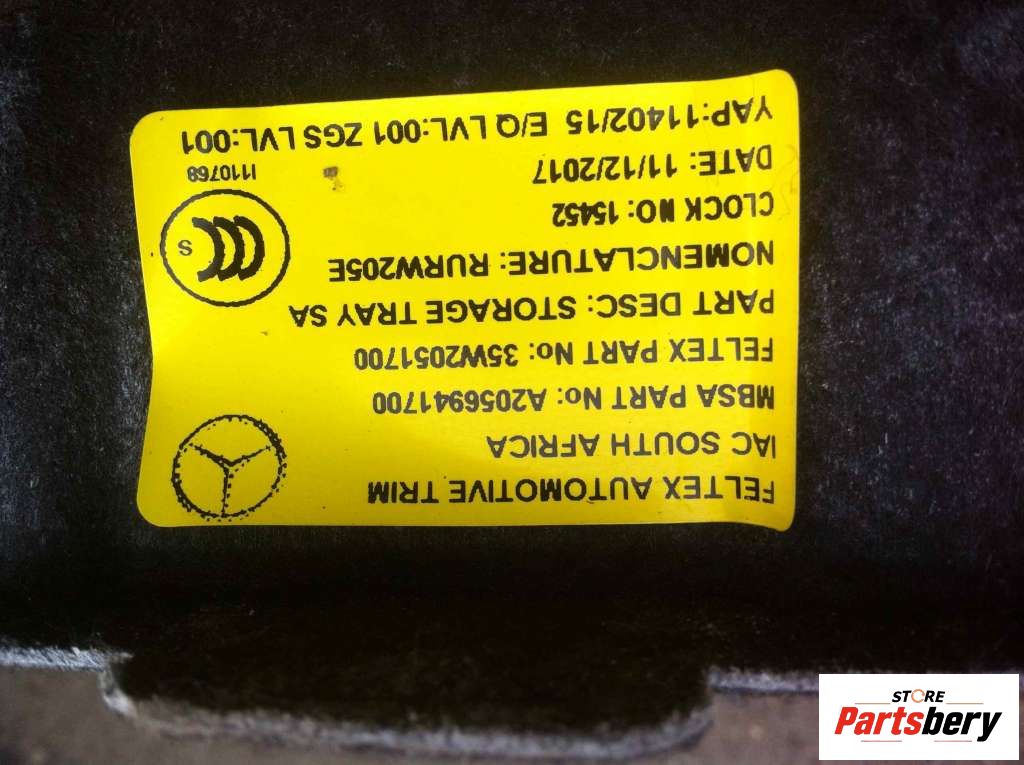 FELTEX AUTOMOTIVE TRIM
IAC SOUTH AFRICA
MBSA PART No: A2056941700
FELTEX PART No: 35W2051700
PART DESC: STORAGE TRAY SA
NOMENCLATURE: RURW205E
CLOCK NO: 15452
DATE: 11/12/2017
YAP:11402/15 E/Q LVL:001 ZGS LVL:001
CCC S
I110768
STORE
Partsbery